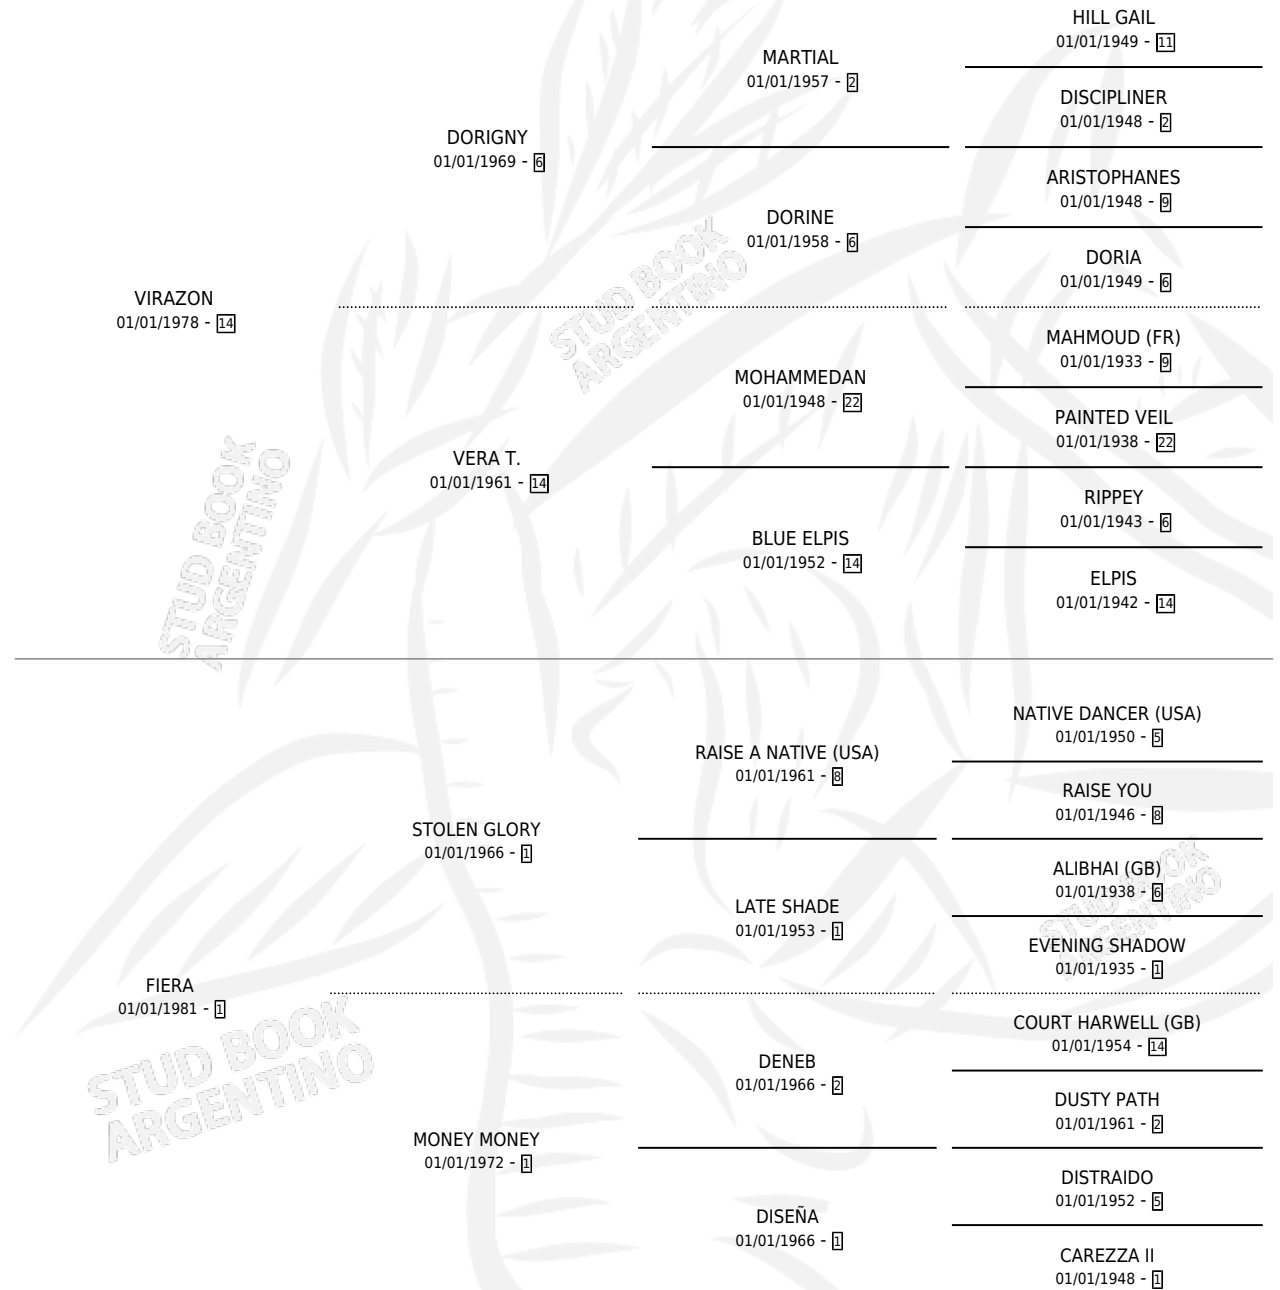 HILL GAIL
01/01/1949 - 11
MARTIAL
01/01/1957 - 2
DISCIPLINER
01/01/1948 - 2
DORIGNY
01/01/1969 - 6
ARISTOPHANES
01/01/1948 - 9
DORINE
01/01/1958 - 6
DORIA
01/01/1949 - 6
VIRAZON
01/01/1978 - 14
MAHMOUD (FR)
01/01/1933 - 9
MOHAMMEDAN
01/01/1948 - 22
PAINTED VEIL
01/01/1938 - 22
VERA T.
01/01/1961 - 14
RIPPEY
01/01/1943 - 6
BLUE ELPIS
01/01/1952 - 14
ELPIS
01/01/1942 - 14
NATIVE DANCER (USA)
01/01/1950 - 5
RAISE A NATIVE (USA)
01/01/1961 - 8
RAISE YOU
01/01/1946 - 8
STOLEN GLORY
01/01/1966 - 1
ALIBHAI (GB)
01/01/1938 - 6
LATE SHADE
01/01/1953 - 1
EVENING SHADOW
01/01/1935 - 1
FIERA
01/01/1981 - 1
COURT HARWELL (GB)
01/01/1954 - 14
DENEB
01/01/1966 - 2
DUSTY PATH
01/01/1961 - 2
MONEY MONEY
01/01/1972 - 1
DISTRAIDO
01/01/1952 - 5
DISEÑA
01/01/1966 - 1
CAREZZA II
01/01/1948 - 1
STUD BOOK
ARGENTINO
STUD BOOK
ARGENTINO
STUD BOOK
ARGENTINO
STUD BOOK
ARGENTINO